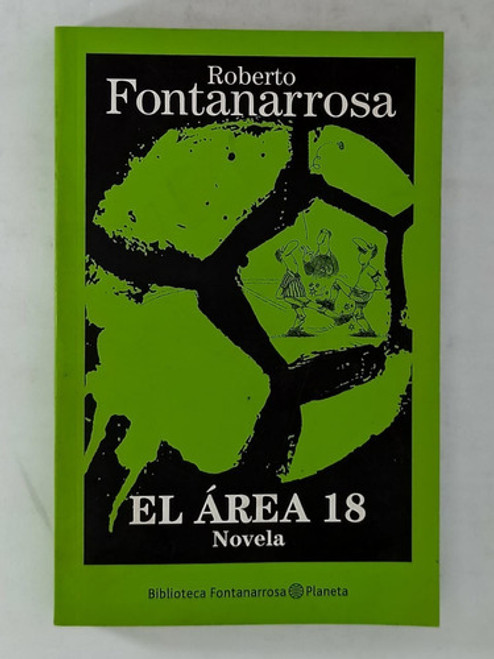 Roberto
Fontanarrosa
EL ÁREA 18
Novela
Biblioteca Fontanarrosa Planeta